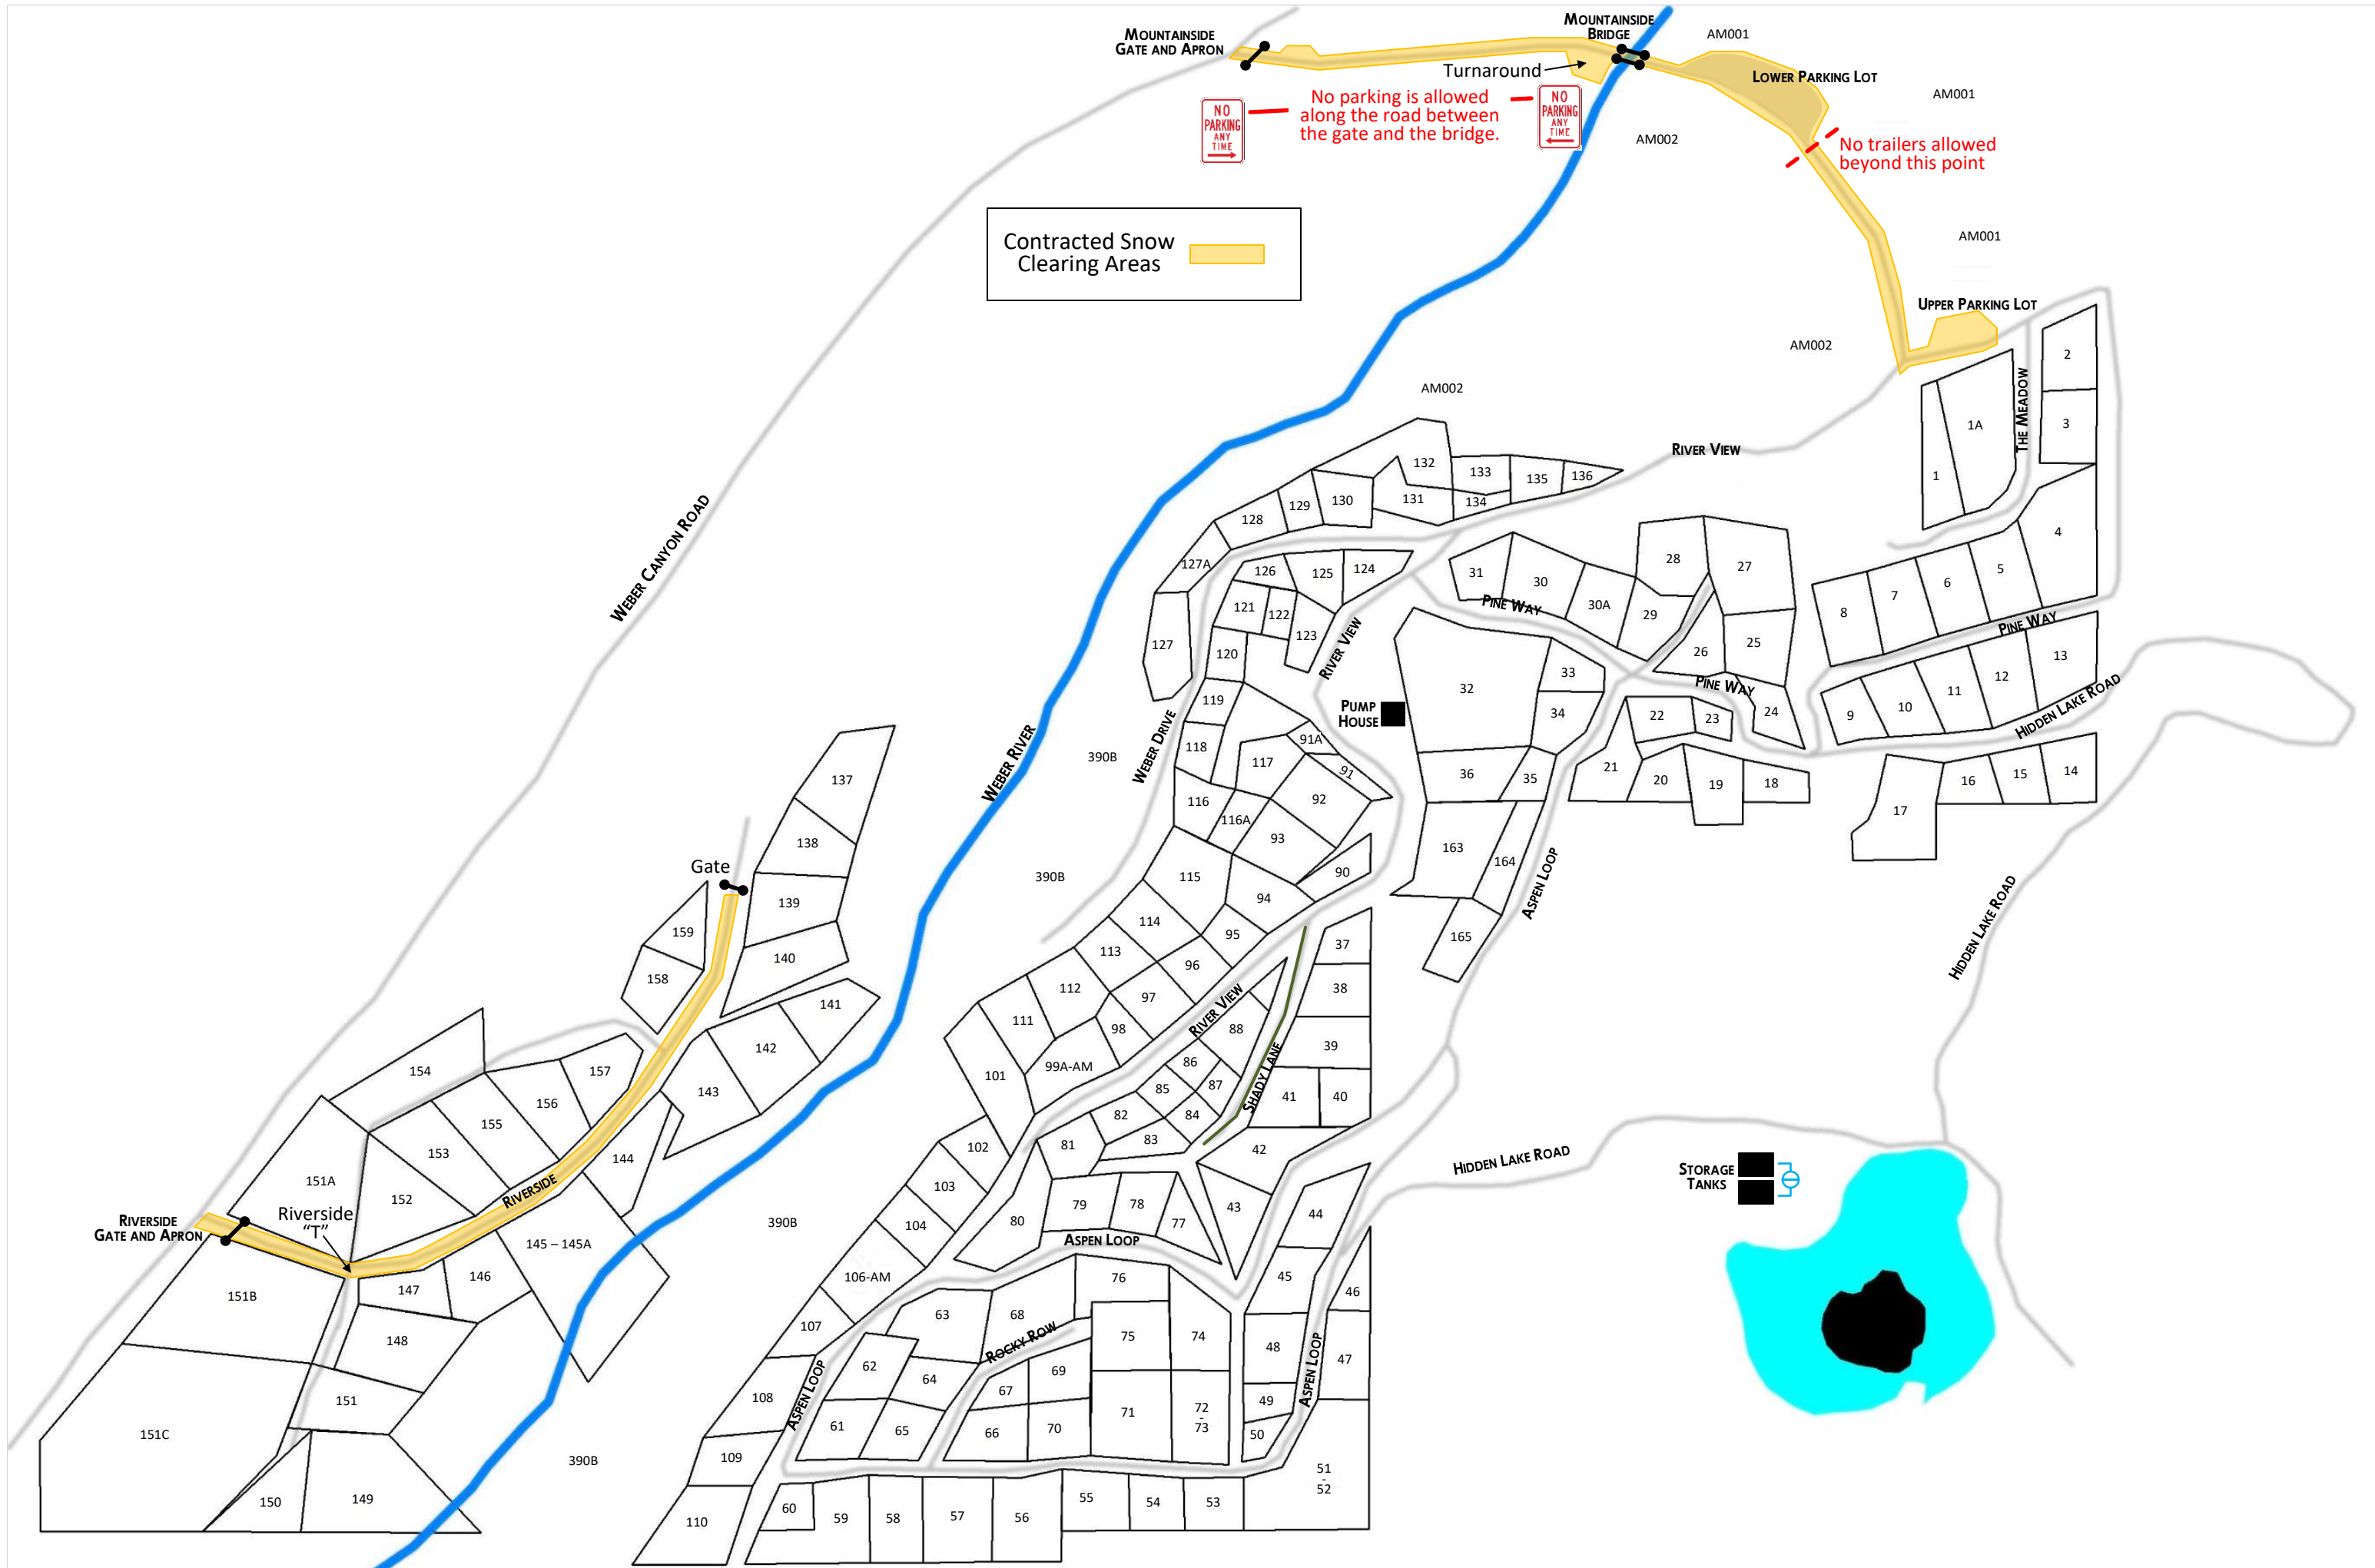 MOUNTAINSIDE
GATE AND APRON
MOUNTAINSIDE
BRIDGE
Turnaround
AM001
LOWER PARKING LOT
AM001
NO
PARKING
ANY
TIME
No parking is allowed
along the road between
the gate and the bridge.
NO
PARKING
ANY
TIME
AM002
No trailers allowed
beyond this point
Contracted Snow
Clearing Areas
AM001
UPPER PARKING LOT
AM002
AM002
THE MEADOW
2
3
1A
1
4
5
6
7
8
RIVER VIEW
132
133
135
136
131
134
130
129
128
127A
127
126
125
124
121
122
123
120
119
118
117
116
116A
115
91A
91
92
93
90
94
95
96
97
98
99A-AM
114
113
112
111
101
102
103
104
106-AM
107
108
109
110
WEBER CANYON ROAD
WEBER RIVER
WEBER DRIVE
RIVER VIEW
390B
390B
390B
390B
PUMP
HOUSE
31
30
30A
29
28
27
26
25
24
PINE WAY
PINE WAY
PINE WAY
32
33
34
35
36
163
164
165
22
23
21
20
19
18
9
10
11
12
13
HIDDEN LAKE ROAD
17
16
15
14
ASPEN LOOP
HIDDEN LAKE ROAD
HIDDEN LAKE ROAD
STORAGE
TANKS
RIVER VIEW
SHADY LANE
37
38
39
41
40
42
43
88
86
87
85
84
82
83
81
80
79
78
77
ASPEN LOOP
76
44
45
46
48
47
49
50
51
-
52
ASPEN LOOP
63
68
ROCKY ROW
75
74
62
64
67
69
61
65
66
70
71
72
-
73
ASPEN LOOP
60
59
58
57
56
55
54
53
Gate
137
138
139
140
141
142
143
159
158
157
156
155
154
153
152
144
145 – 145A
146
147
148
151
149
150
151A
151B
151C
RIVERSIDE
RIVERSIDE
GATE AND APRON
Riverside
"T"